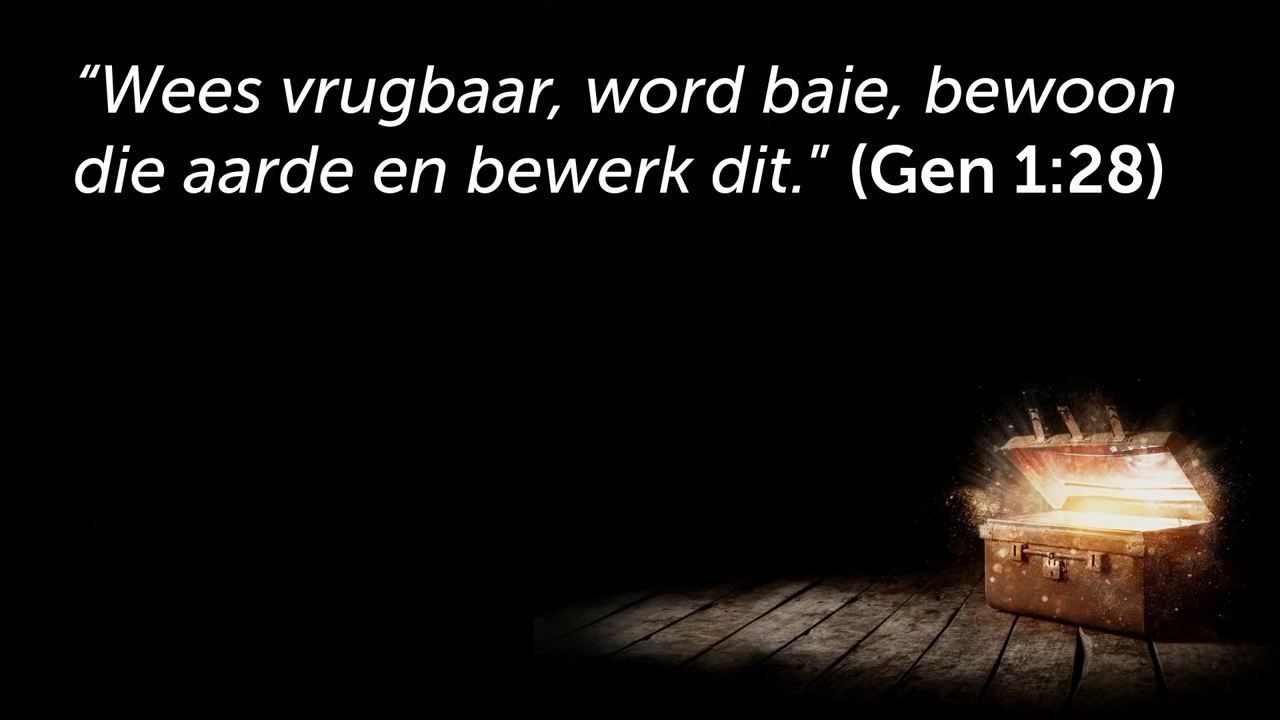 “Wees vrugbaar, word baie, bewoon
die aarde en bewerk dit.” (Gen 1:28)